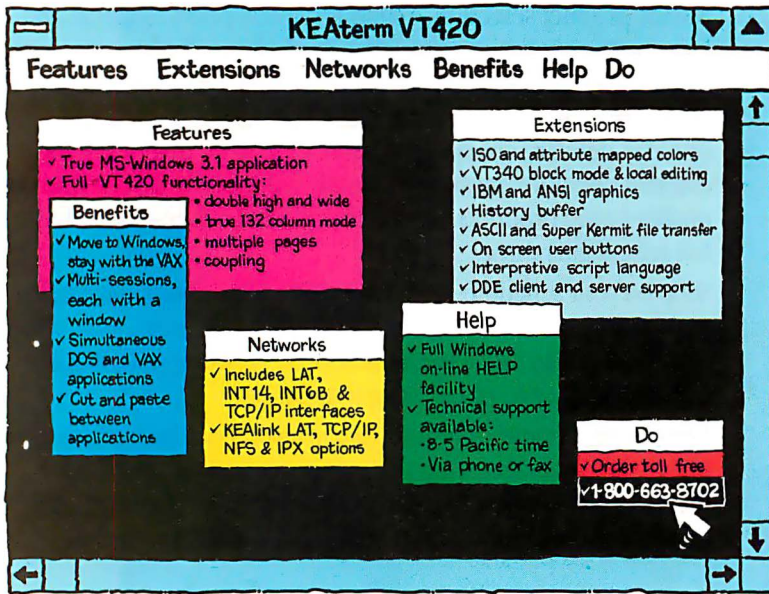 KEAterm VT420
Features Extensions Networks Benefits Help Do
Features
✓ True MS-Windows 3.1 application
✓ Full VT420 functionality:
• double high and wide
• true 132 column mode
• multiple pages
• coupling
Extensions
✓ ISO and attribute mapped colors
✓ VT340 block mode & local editing
✓ IBM and ANSI graphics
✓ History buffer
✓ ASCII and Super Kermit file transfer
✓ On screen user buttons
✓ Interpretive script language
✓ DDE client and server support
Benefits
✓ Move to Windows,
stay with the VAX
✓ Multi-sessions,
each with a
window
✓ Simultaneous
DOS and VAX
applications
✓ Cut and paste
between
applications
Networks
✓ Includes LAT,
INT14, INT6B &
TCP/IP interfaces
✓ KEAlink LAT, TCP/IP,
NFS & IPX options
Help
✓ Full Windows
on-line HELP
facility
✓ Technical support
available:
• 8-5 Pacific time
• Via phone or fax
Do
✓ Order toll free
✓ 1-800-663-8702